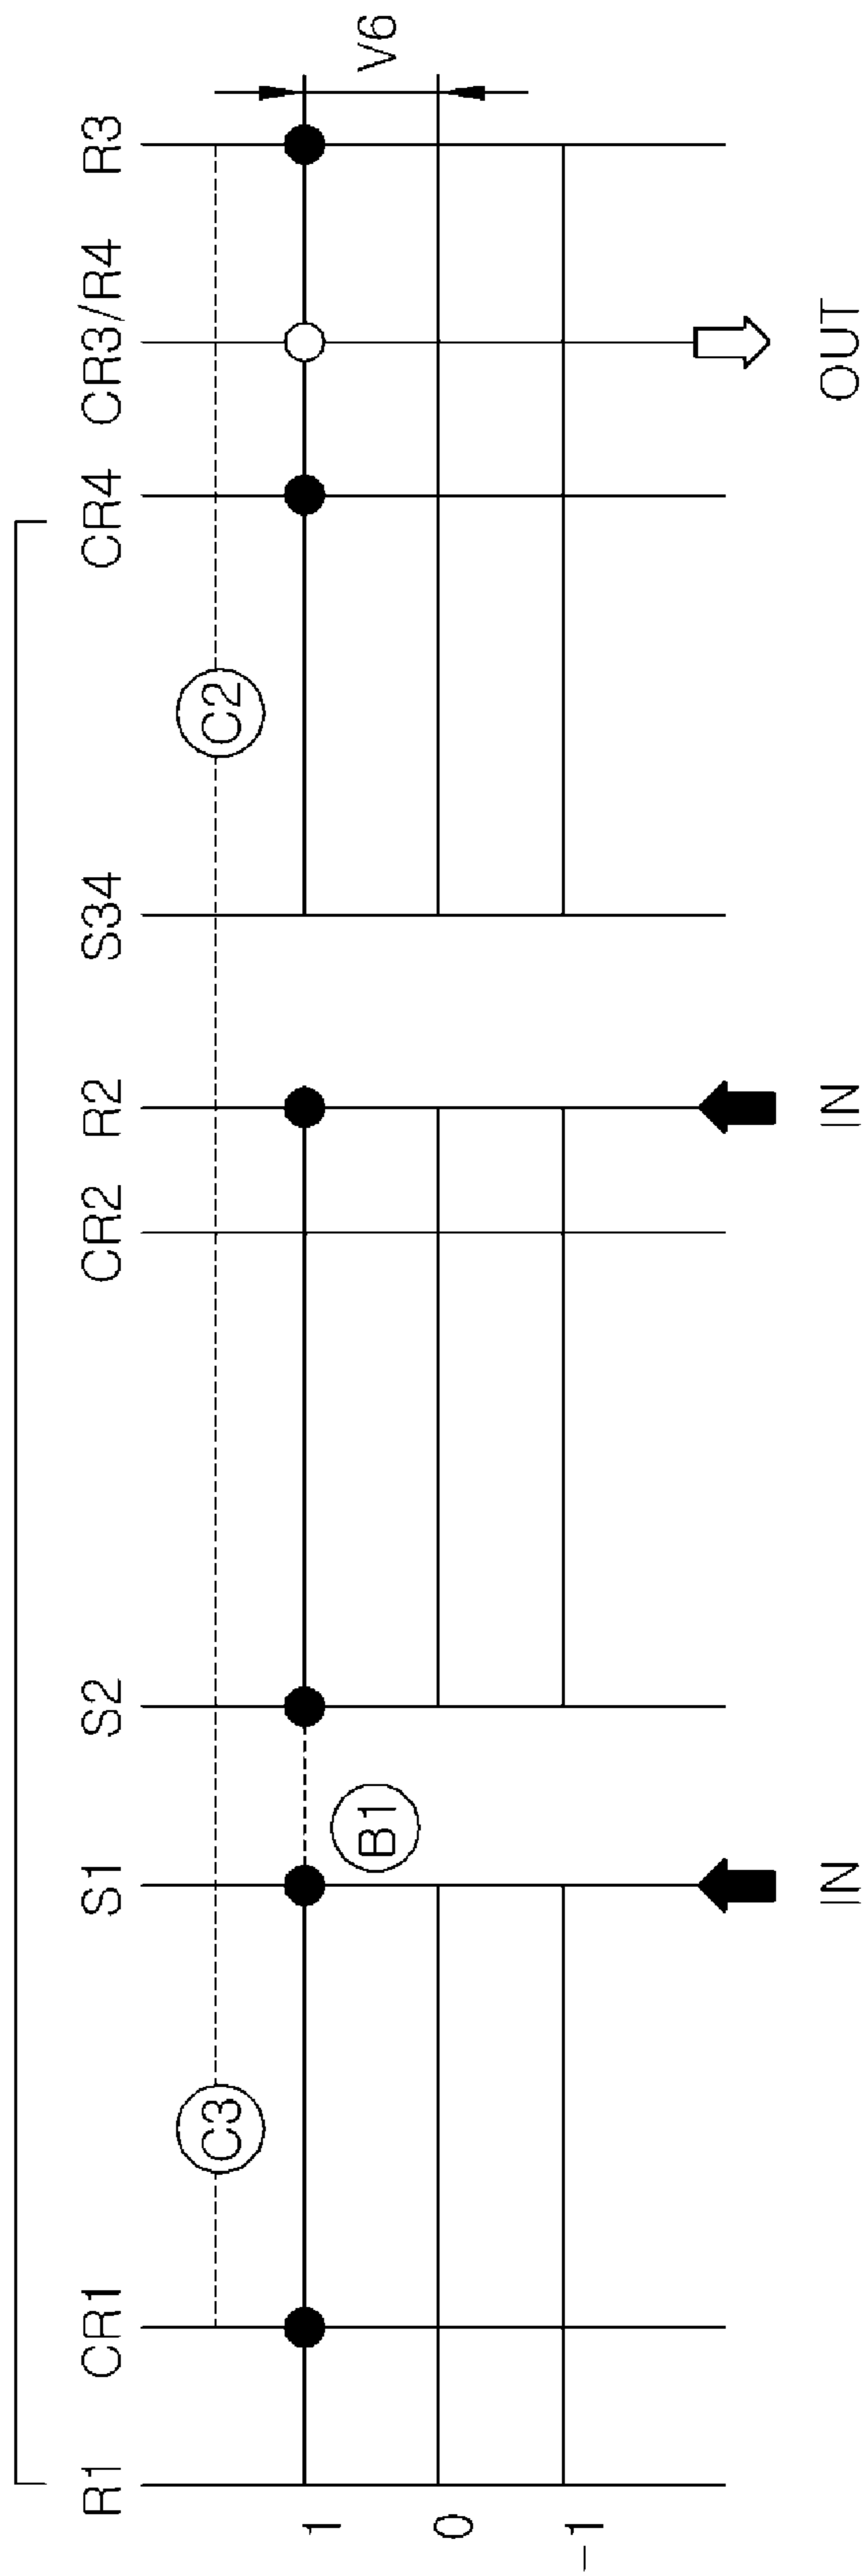 R1 CR1 S1 S2 CR2 R2 S34 CR4 CR3/R4 R3
C3 C2
1 V6
B1
0
-1
IN IN OUT